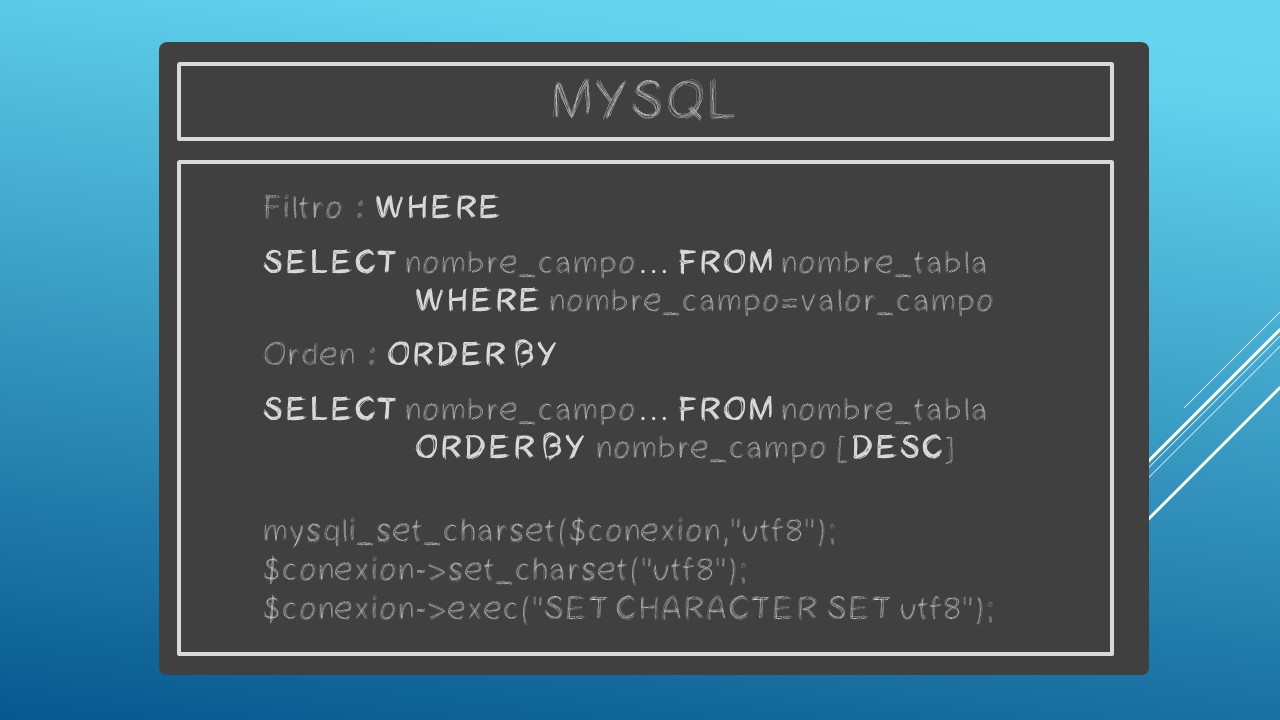 MYSQL
Filtro : WHERE
SELECT nombre_campo... FROM nombre_tabla
WHERE nombre_campo=valor_campo
Orden : ORDER BY
SELECT nombre_campo... FROM nombre_tabla
ORDER BY nombre_campo [DESC]
mysqli_set_charset($conexion,"utf8");
$conexion->set_charset("utf8");
$conexion->exec("SET CHARACTER SET utf8");